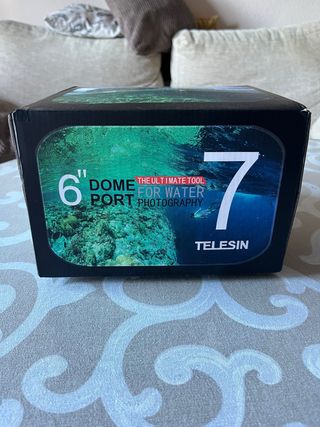 6" DOME PORT
THE ULTIMATE TOOL
FOR WATER
PHOTOGRAPHY
7
TELESIN